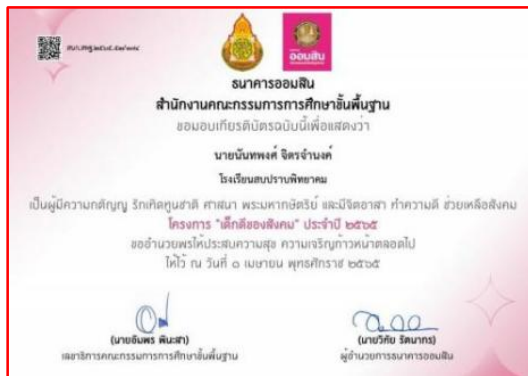 ออมสิน
ธนาคารออมสิน
สำนักงานคณะกรรมการการศึกษาขั้นพื้นฐาน
ขอมอบเกียรติบัตรฉบับนี้เพื่อแสดงว่า
นายนันทพงศ์ จิตรจำนงค์
โรงเรียนสบปราบพิทยาคม
เป็นผู้มีความกตัญญู รักเทิดทูนชาติ ศาสนา พระมหากษัตริย์ และมีจิตอาสา ทำความดี ช่วยเหลือสังคม
โครงการ "เด็กดีของสังคม" ประจำปี ๒๕๖๕
ขออำนวยพรให้ประสบความสุข ความเจริญก้าวหน้าตลอดไป
ให้ไว้ ณ วันที่ ๑ เมษายน พุทธศักราช ๒๕๖๕
(นายอัมพร พินะสา)
(นายวิทัย รัตนากร)
เลขาธิการคณะกรรมการการศึกษาขั้นพื้นฐาน
ผู้อำนวยการธนาคารออมสิน